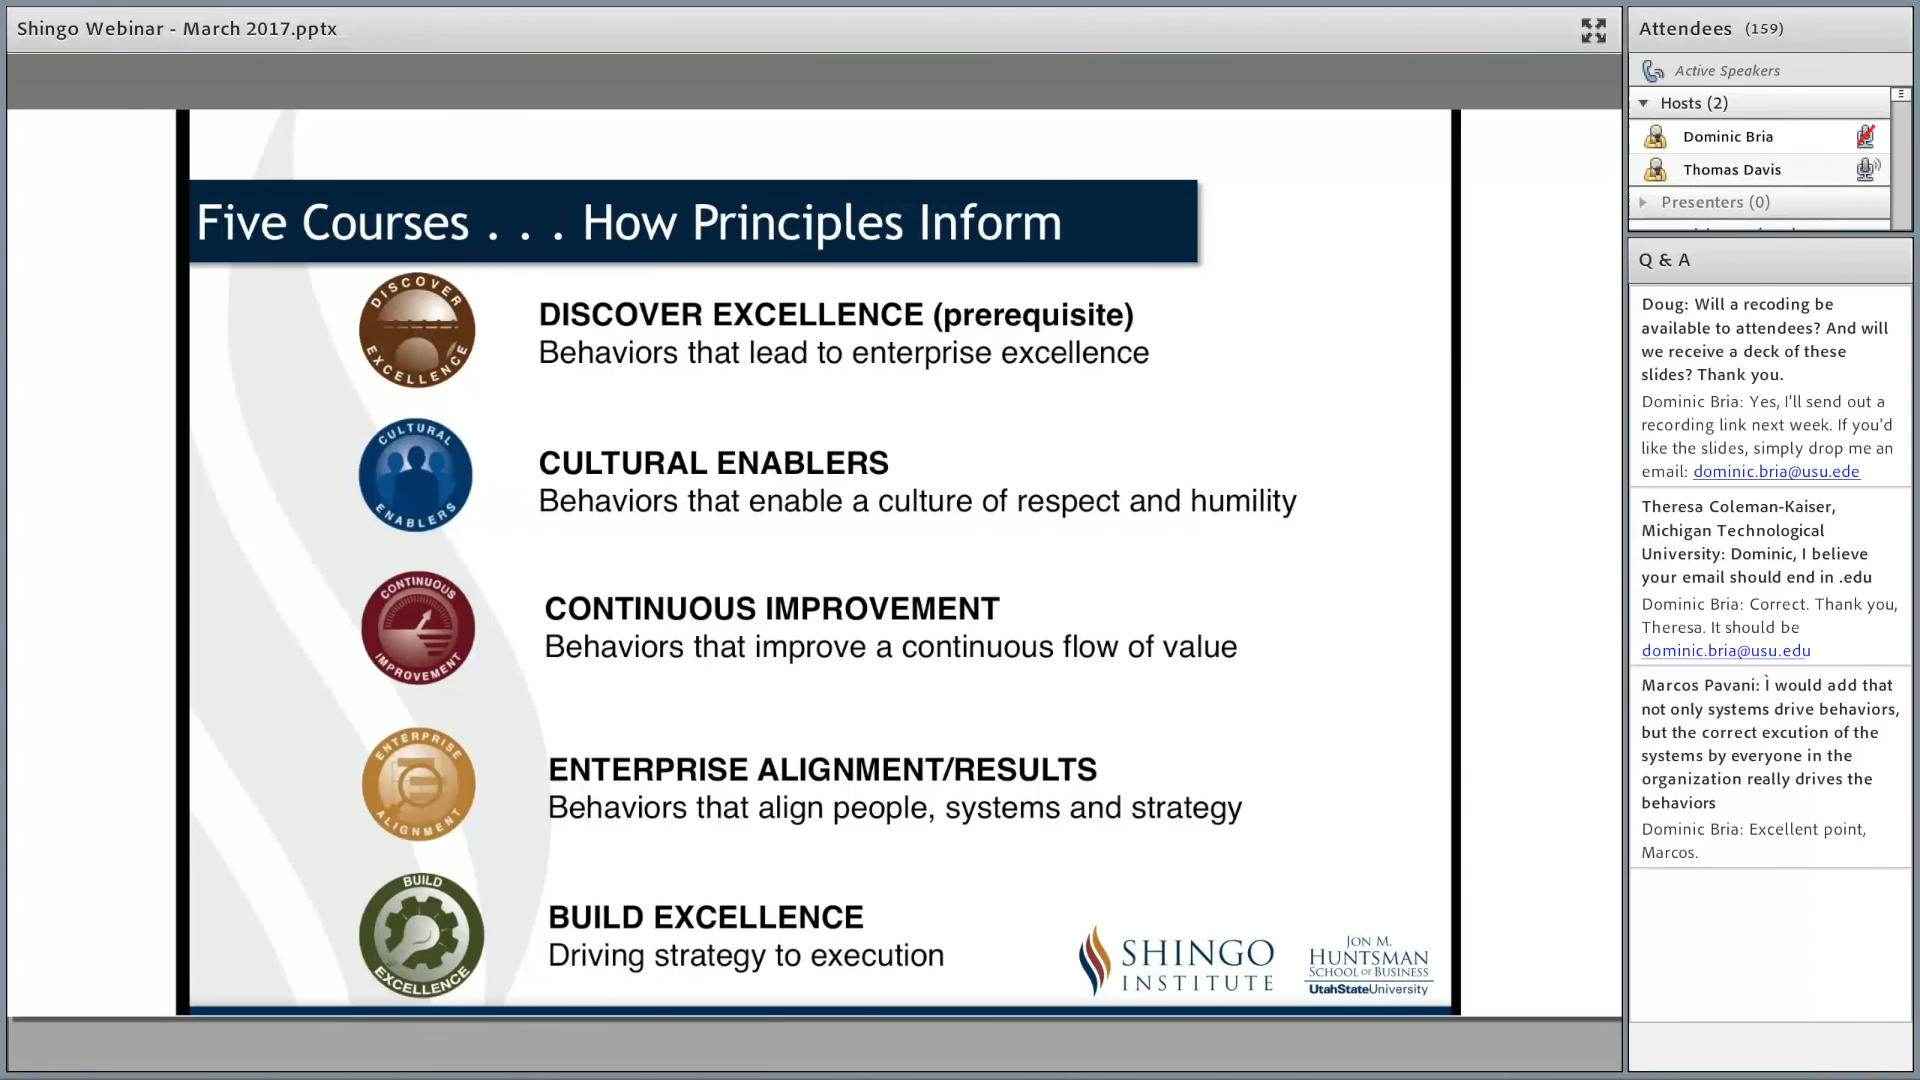 Shingo Webinar - March 2017.pptx
Five Courses . . . How Principles Inform
DISCOVER
EXCELLENCE
DISCOVER EXCELLENCE (prerequisite)
Behaviors that lead to enterprise excellence
CULTURAL
ENABLERS
CULTURAL ENABLERS
Behaviors that enable a culture of respect and humility
CONTINUOUS
IMPROVEMENT
CONTINUOUS IMPROVEMENT
Behaviors that improve a continuous flow of value
ENTERPRISE
ALIGNMENT
ENTERPRISE ALIGNMENT/RESULTS
Behaviors that align people, systems and strategy
BUILD
EXCELLENCE
BUILD EXCELLENCE
Driving strategy to execution
SHINGO
INSTITUTE
JON M.
HUNTSMAN
SCHOOL OF BUSINESS
UtahStateUniversity
Attendees (159)
Active Speakers
Hosts (2)
Dominic Bria
Thomas Davis
Presenters (0)
Q & A
Doug: Will a recoding be
available to attendees? And will
we receive a deck of these
slides? Thank you.
Dominic Bria: Yes, I'll send out a
recording link next week. If you'd
like the slides, simply drop me an
email: dominic.bria@usu.ede
Theresa Coleman-Kaiser,
Michigan Technological
University: Dominic, I believe
your email should end in .edu
Dominic Bria: Correct. Thank you,
Theresa. It should be
dominic.bria@usu.edu
Marcos Pavani: Ì would add that
not only systems drive behaviors,
but the correct excution of the
systems by everyone in the
organization really drives the
behaviors
Dominic Bria: Excellent point,
Marcos.